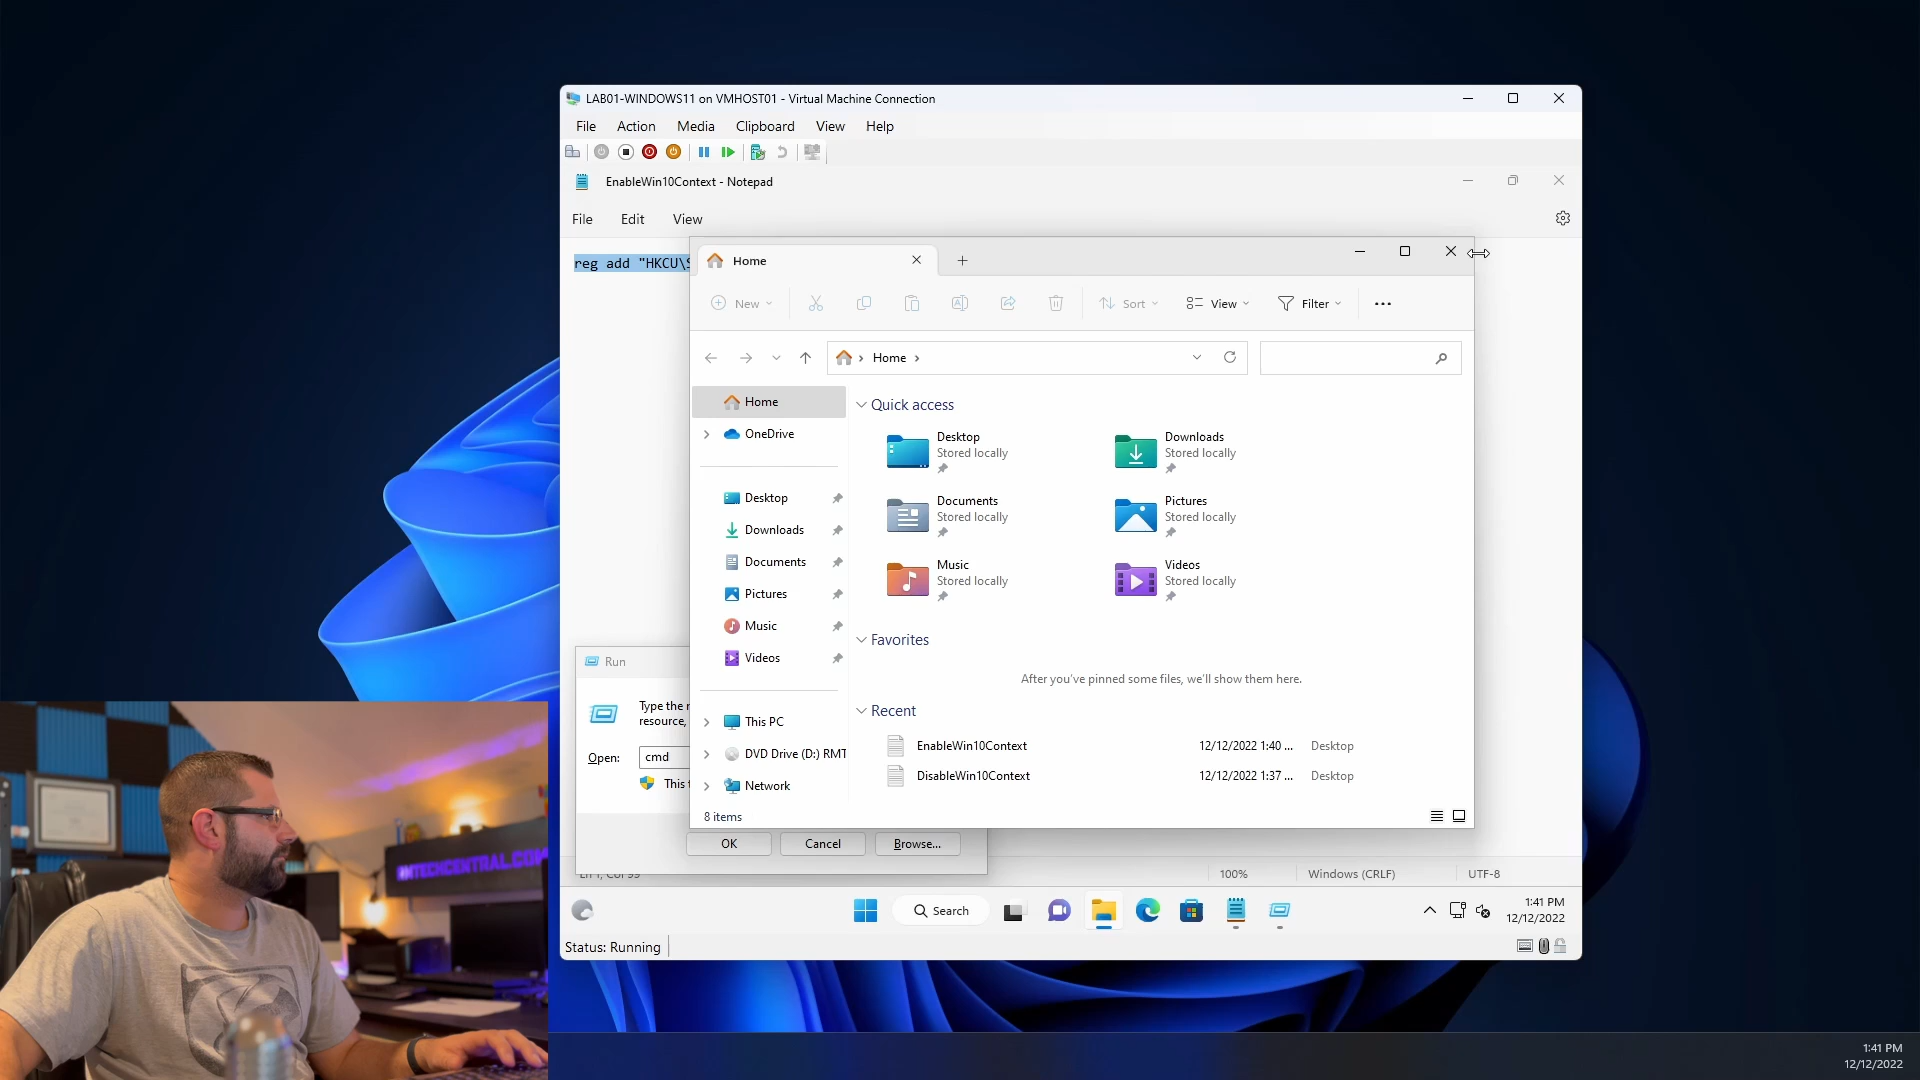 LAB01-WINDOWS11 on VMHOST01 - Virtual Machine Connection
File Action Media Clipboard View Help
EnableWin10Context - Notepad
File Edit View
reg add "HKCU\
Home
New
Sort
View
Filter
Home
Home
OneDrive
Desktop
Downloads
Documents
Pictures
Music
Videos
This PC
DVD Drive (D:) RMT
Network
Quick access
Desktop
Stored locally
Downloads
Stored locally
Documents
Stored locally
Pictures
Stored locally
Music
Stored locally
Videos
Stored locally
Favorites
After you've pinned some files, we'll show them here.
Recent
EnableWin10Context 12/12/2022 1:40 ... Desktop
DisableWin10Context 12/12/2022 1:37 ... Desktop
8 items
Run
Type the
resource,
Open: cmd
This
OK Cancel Browse...
100% Windows (CRLF) UTF-8
Search
1:41 PM
12/12/2022
Status: Running
1:41 PM
12/12/2022